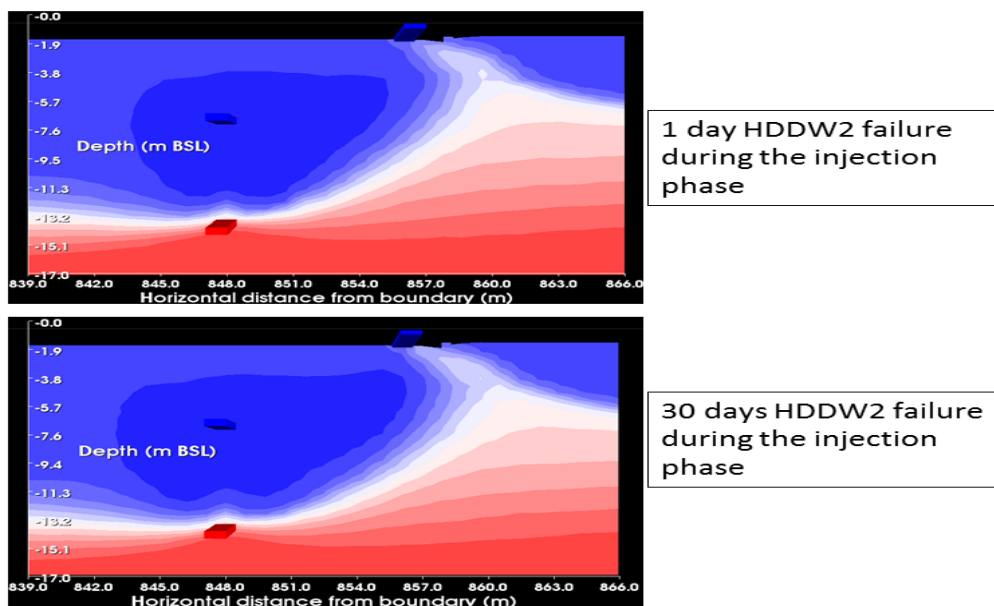 -0.0
-1.9
-3.8
-5.7
-7.6
Depth (m BSL)
-9.5
-11.3
-13.2
-15.1
-17.0
839.0 842.0 845.0 848.0 851.0 854.0 857.0 860.0 863.0 866.0
Horizontal distance from boundary (m)
1 day HDDW2 failure
during the injection
phase
-0.0
-1.9
-3.8
-5.7
-7.6
Depth (m BSL)
-9.4
-11.3
-13.2
-15.1
-17.0
839.0 842.0 845.0 848.0 851.0 854.0 857.0 860.0 863.0 866.0
Horizontal distance from boundary (m)
30 days HDDW2 failure
during the injection
phase